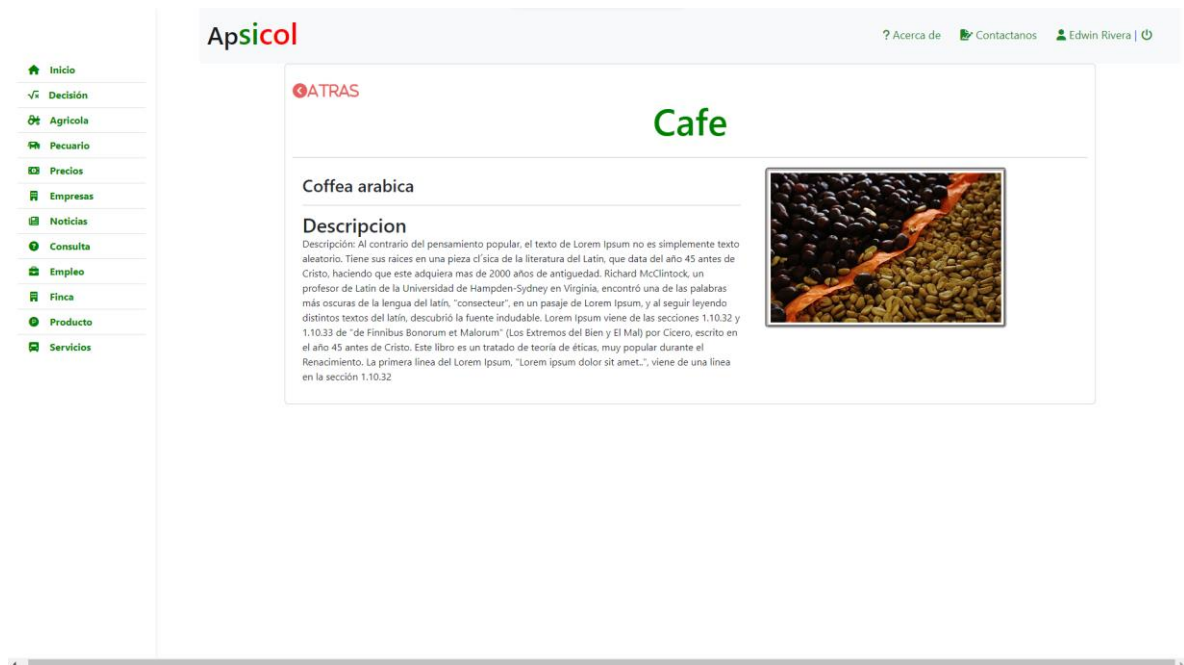 Apsicol
? Acerca de Contactanos Edwin Rivera |
Inicio
Decisión
Agricola
Pecuario
Precios
Empresas
Noticias
Consulta
Empleo
Finca
Producto
Servicios
ATRAS
Cafe
Coffea arabica
Descripcion
Descripción: Al contrario del pensamiento popular, el texto de Lorem Ipsum no es simplemente texto
aleatorio. Tiene sus raices en una pieza cl´sica de la literatura del Latin, que data del año 45 antes de
Cristo, haciendo que este adquiera mas de 2000 años de antiguedad. Richard McClintock, un
profesor de Latin de la Universidad de Hampden-Sydney en Virginia, encontró una de las palabras
más oscuras de la lengua del latín, "consecteur", en un pasaje de Lorem Ipsum, y al seguir leyendo
distintos textos del latín, descubrió la fuente indudable. Lorem Ipsum viene de las secciones 1.10.32 y
1.10.33 de "de Finnibus Bonorum et Malorum" (Los Extremos del Bien y El Mal) por Cicero, escrito en
el año 45 antes de Cristo. Este libro es un tratado de teoría de éticas, muy popular durante el
Renacimiento. La primera linea del Lorem Ipsum, "Lorem ipsum dolor sit amet..", viene de una linea
en la sección 1.10.32